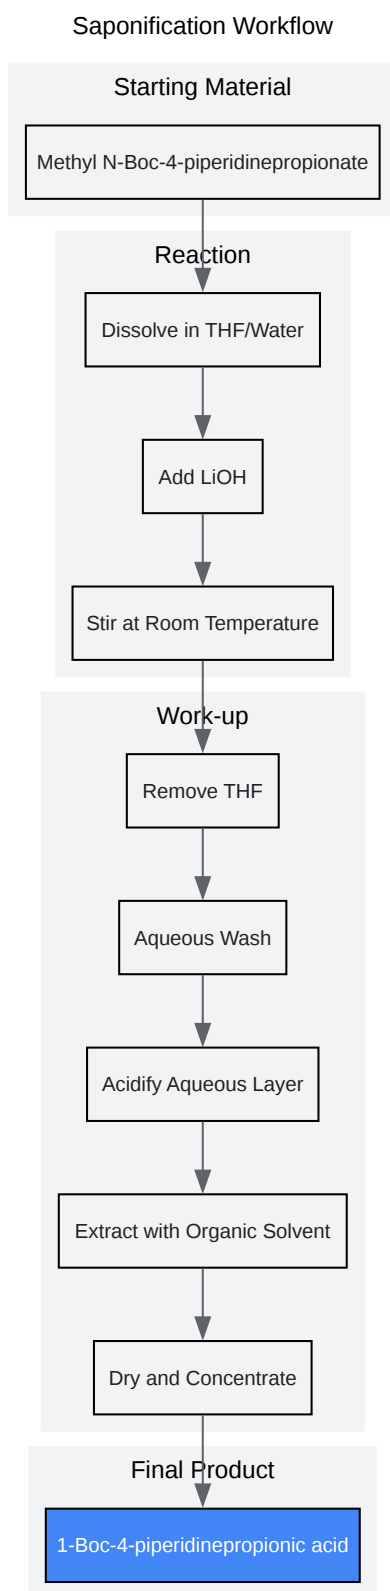 Saponification Workflow
Starting Material
Methyl N-Boc-4-piperidinepropionate
Reaction
Dissolve in THF/Water
Add LiOH
Stir at Room Temperature
Work-up
Remove THF
Aqueous Wash
Acidify Aqueous Layer
Extract with Organic Solvent
Dry and Concentrate
Final Product
1-Boc-4-piperidinepropionic acid